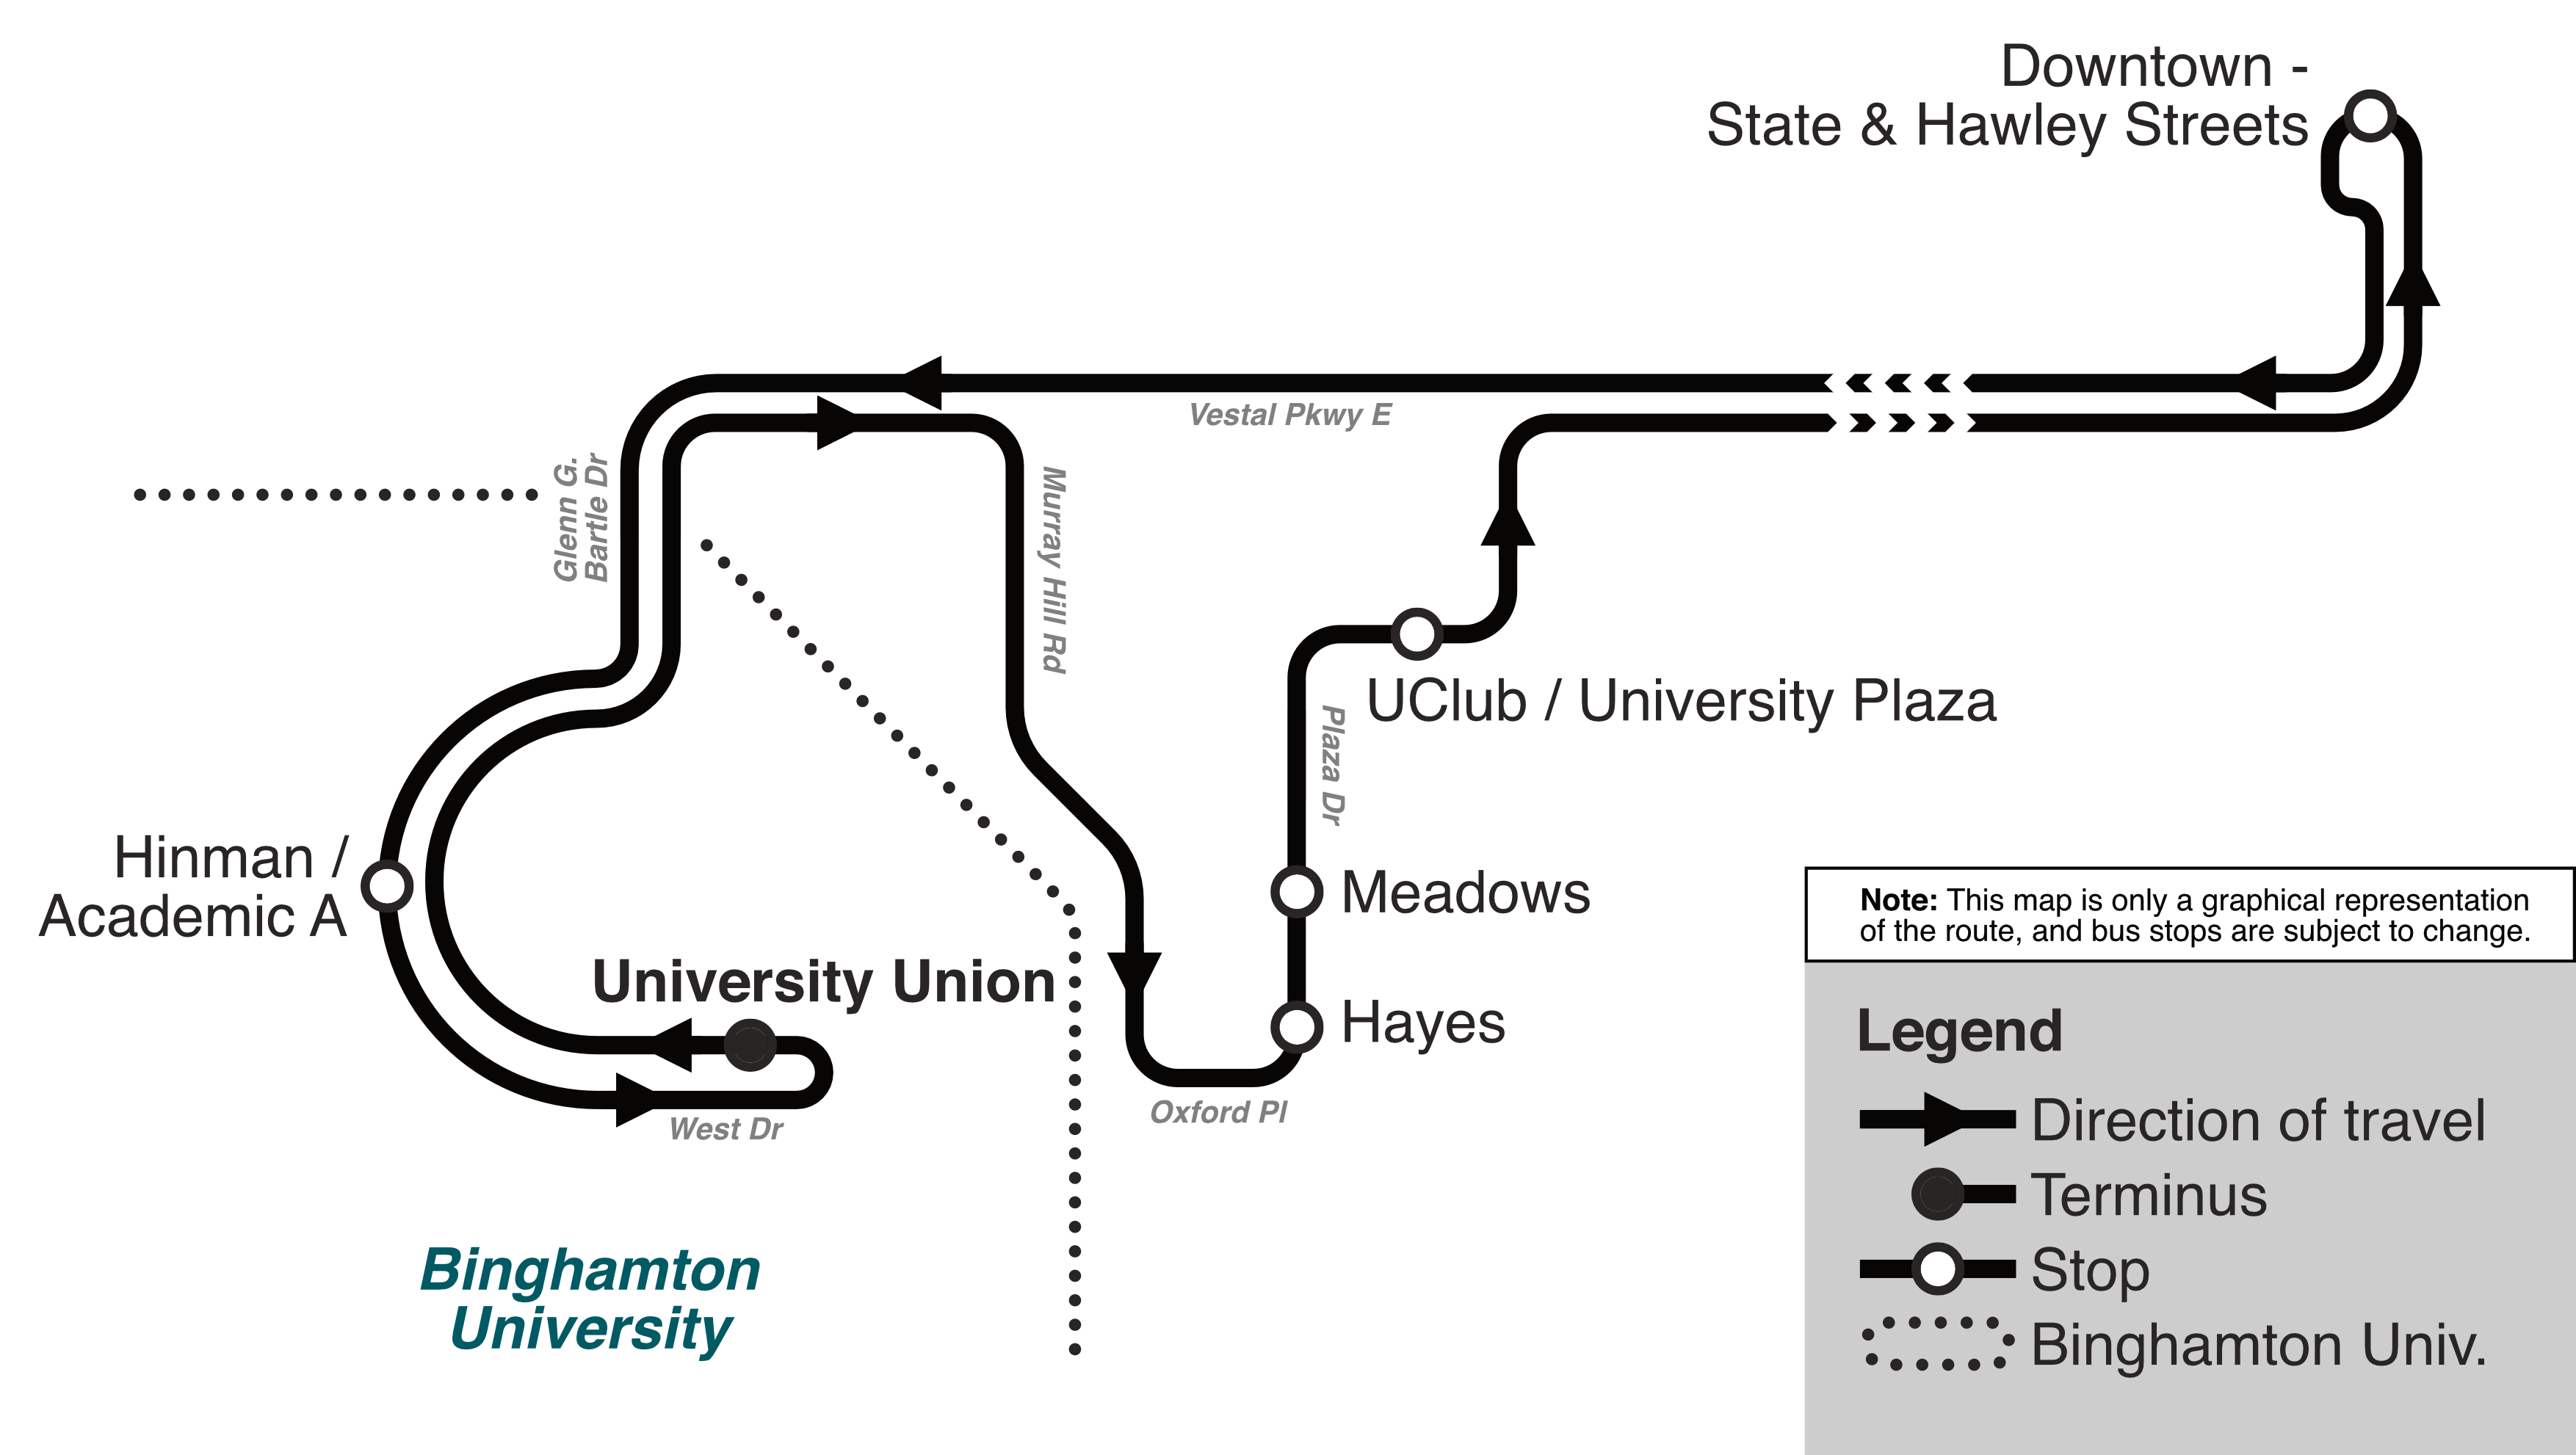 Downtown -
State & Hawley Streets
Vestal Pkwy E
Glenn G.
Bartle Dr
Murray Hill Rd
UClub / University Plaza
Plaza Dr
Hinman /
Academic A
Meadows
University Union
Hayes
Oxford Pl
West Dr
Binghamton
University
Note: This map is only a graphical representation
of the route, and bus stops are subject to change.
Legend
Direction of travel
Terminus
Stop
Binghamton Univ.